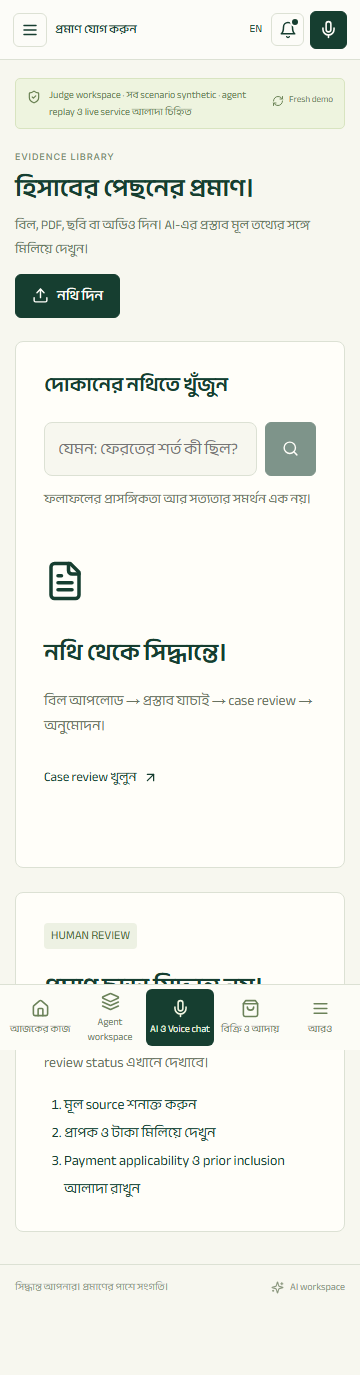 প্রমাণ যোগ করুন
EN
Judge workspace · সব scenario synthetic · agent
replay ও live service আলাদা চিহ্নিত
Fresh demo
EVIDENCE LIBRARY
হিসাবের পেছনের প্রমাণ।
বিল, PDF, ছবি বা অডিও দিন। AI-এর প্রস্তাব মূল তথ্যের সঙ্গে
মিলিয়ে দেখুন।
নথি দিন
দোকানের নথিতে খুঁজুন
যেমন: ফেরতের শর্ত কী ছিল?
ফলাফলের প্রাসঙ্গিকতা আর সত্যতার সমর্থন এক নয়।
নথি থেকে সিদ্ধান্তে।
বিল আপলোড → প্রস্তাব যাচাই → case review →
অনুমোদন।
Case review খুলুন
HUMAN REVIEW
আজকের কাজ
Agent
workspace
AI ও Voice chat
বিক্রি ও আদায়
আরও
review status এখানে দেখাবে।
1. মূল source শনাক্ত করুন
2. প্রাপক ও টাকা মিলিয়ে দেখুন
3. Payment applicability ও prior inclusion
আলাদা রাখুন
সিদ্ধান্ত আপনার। প্রমাণের পাশে সংগতি।
AI workspace